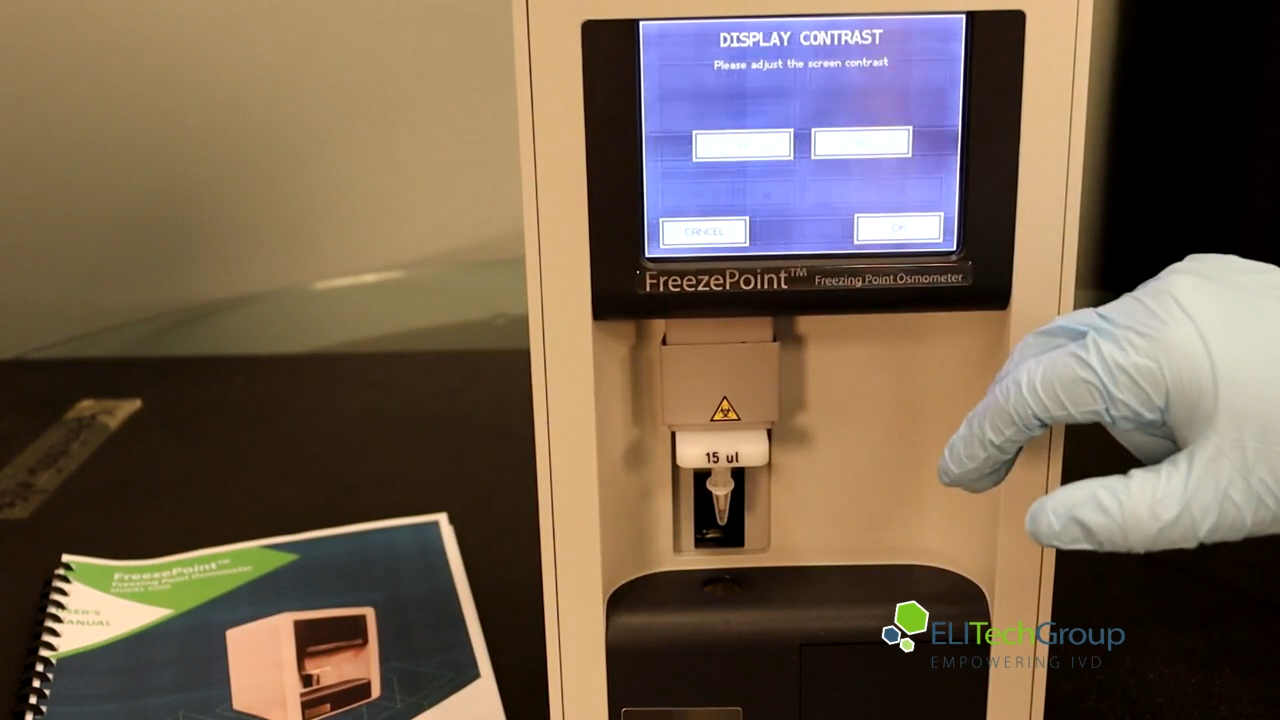 DISPLAY CONTRAST
Please adjust the screen contrast
CANCEL
OK
FreezePoint™ Freezing Point Osmometer
15 ul
FreezePoint™
Freezing Point Osmometer
USER'S
MANUAL
ELITechGroup
EMPOWERING IVD